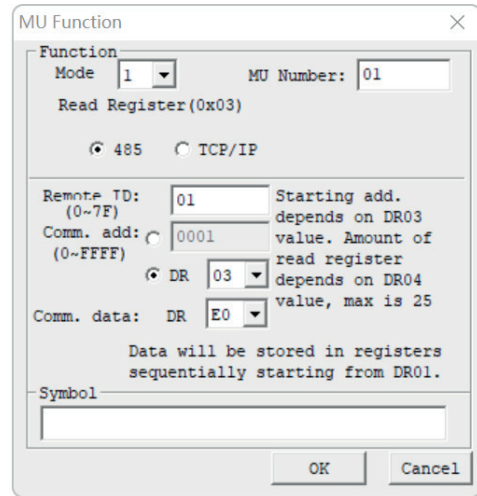 MU Function
Function
Mode 1 MU Number: 01
Read Register(0x03)
485 TCP/IP
Remote ID: 01
(0~7F)
Comm. add: 0001
(0~FFFF)
DR 03
Starting add.
depends on DR03
value. Amount of
read register
depends on DR04
value, max is 25
Comm. data: DR E0
Data will be stored in registers
sequentially starting from DR01.
Symbol
OK Cancel